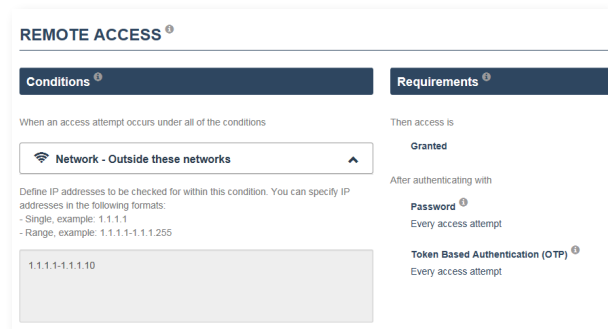 REMOTE ACCESS
Conditions
When an access attempt occurs under all of the conditions
Network - Outside these networks
Define IP addresses to be checked for within this condition. You can specify IP
addresses in the following formats:
- Single, example: 1.1.1.1
- Range, example: 1.1.1.1-1.1.1.255
1.1.1.1-1.1.1.10
Requirements
Then access is
Granted
After authenticating with
Password
Every access attempt
Token Based Authentication (OTP)
Every access attempt